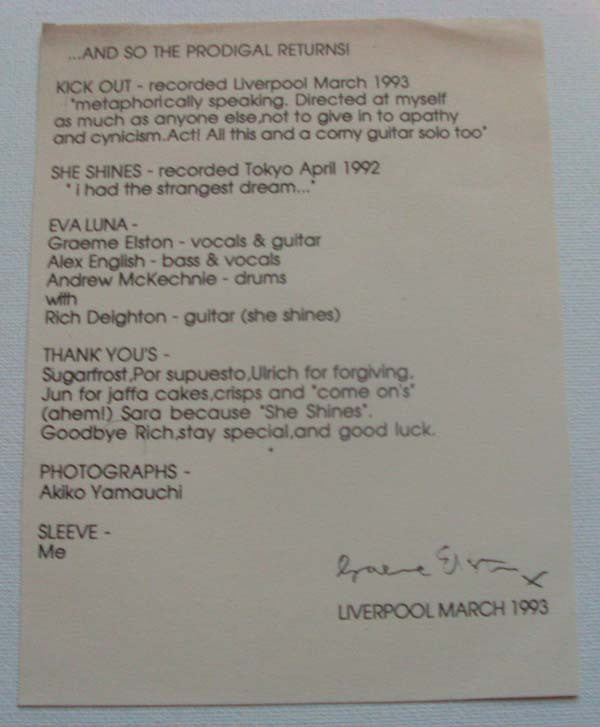 ...AND SO THE PRODIGAL RETURNS!
KICK OUT - recorded Liverpool March 1993
"metaphorically speaking. Directed at myself
as much as anyone else,not to give in to apathy
and cynicism.Act! All this and a corny guitar solo too"
SHE SHINES - recorded Tokyo April 1992
" i had the strangest dream..."
EVA LUNA -
Graeme Elston - vocals & guitar
Alex English - bass & vocals
Andrew McKechnie - drums
with
Rich Deighton - guitar (she shines)
THANK YOU'S -
Sugarfrost,Por supuesto,Ulrich for forgiving.
Jun for jaffa cakes,crisps and "come on's"
(ahem!) Sara because "She Shines".
Goodbye Rich,stay special,and good luck.
PHOTOGRAPHS -
Akiko Yamauchi
SLEEVE -
Me
Graeme Elston x
LIVERPOOL MARCH 1993